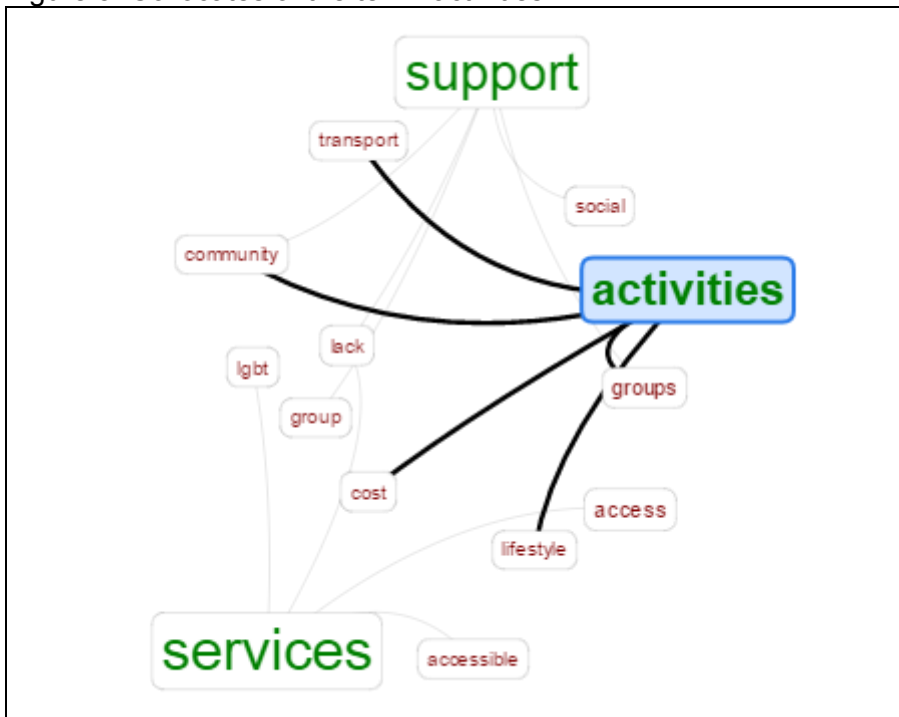 support
transport
social
community
activities
lack
lgbt
groups
group
cost
access
lifestyle
services
accessible